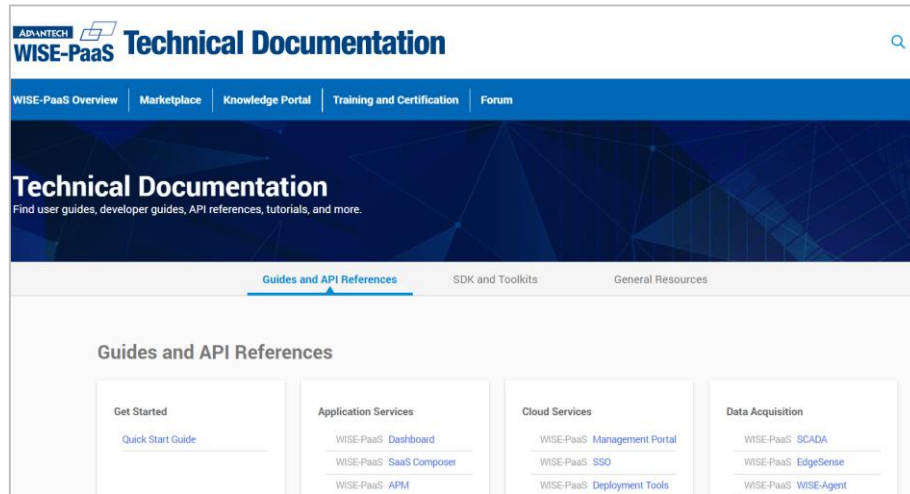 ADVANTECH
WISE-PaaS Technical Documentation
WISE-PaaS Overview Marketplace Knowledge Portal Training and Certification Forum
Technical Documentation
Find user guides, developer guides, API references, tutorials, and more.
Guides and API References SDK and Toolkits General Resources
Guides and API References
Get Started Application Services Cloud Services Data Acquisition
Quick Start Guide WISE-PaaS Dashboard WISE-PaaS Management Portal WISE-PaaS SCADA
WISE-PaaS SaaS Composer WISE-PaaS SSO WISE-PaaS EdgeSense
WISE-PaaS APM WISE-PaaS Deployment Tools WISE-PaaS WISE-Agent